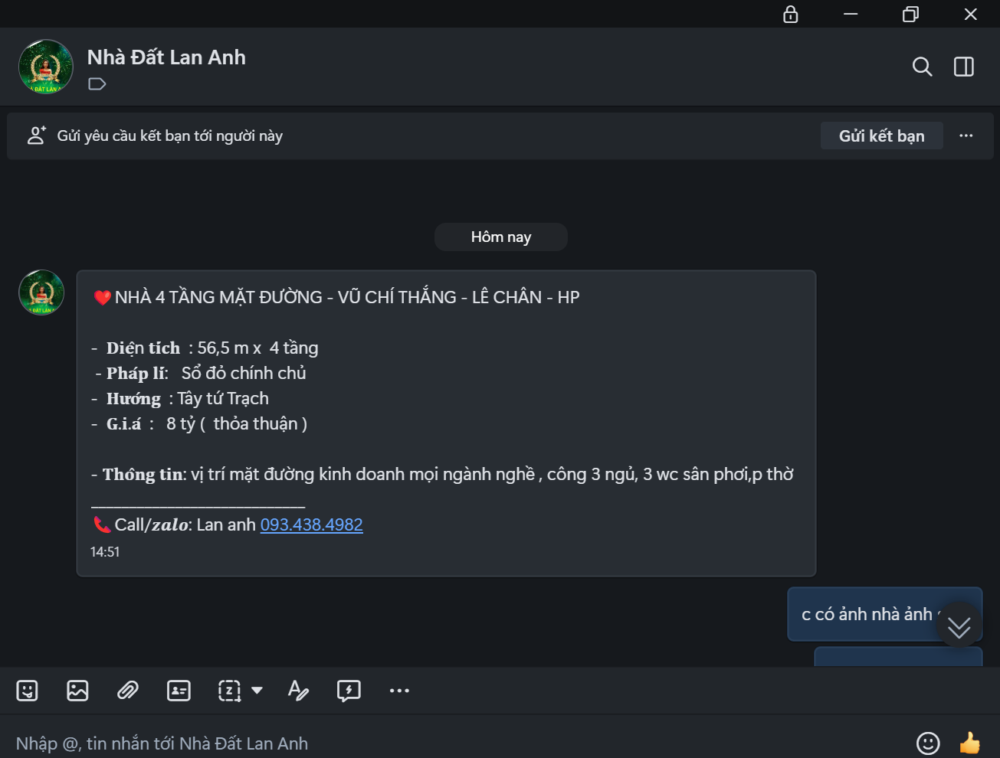 Nhà Đất Lan Anh
Gửi yêu cầu kết bạn tới người này
Gửi kết bạn
Hôm nay
❤️NHÀ 4 TẦNG MẶT ĐƯỜNG - VŨ CHÍ THẮNG - LÊ CHÂN - HP
- Diện tích : 56,5 m x 4 tầng
- Pháp lí: Sổ đỏ chính chủ
- Hướng : Tây tứ Trạch
- G.i.á : 8 tỷ ( thỏa thuận )
- Thông tin: vị trí mặt đường kinh doanh mọi ngành nghề , công 3 ngủ, 3 wc sân phơi,p thờ
____________________________
📞Call/zalo: Lan anh 093.438.4982
14:51
c có ảnh nhà ảnh
Nhập @, tin nhắn tới Nhà Đất Lan Anh